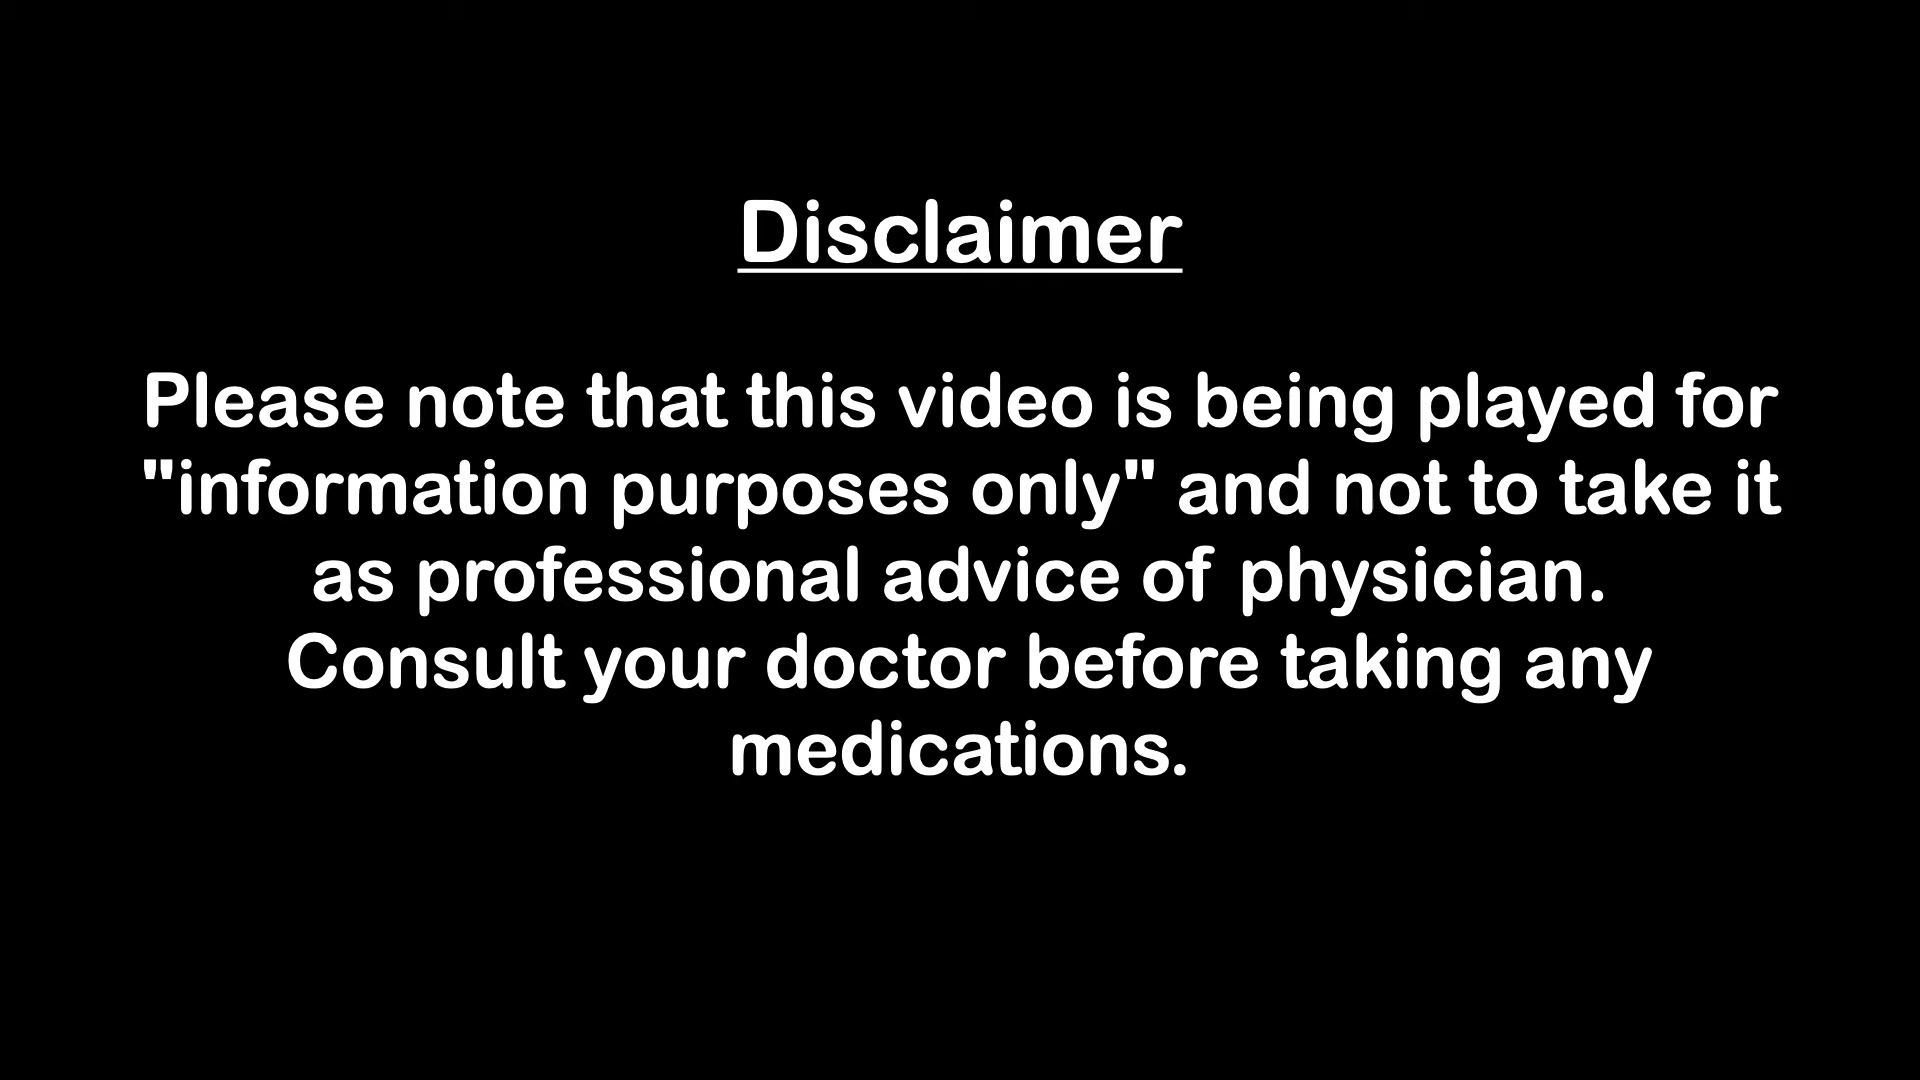 Disclaimer
Please note that this video is being played for
"information purposes only" and not to take it
as professional advice of physician.
Consult your doctor before taking any
medications.